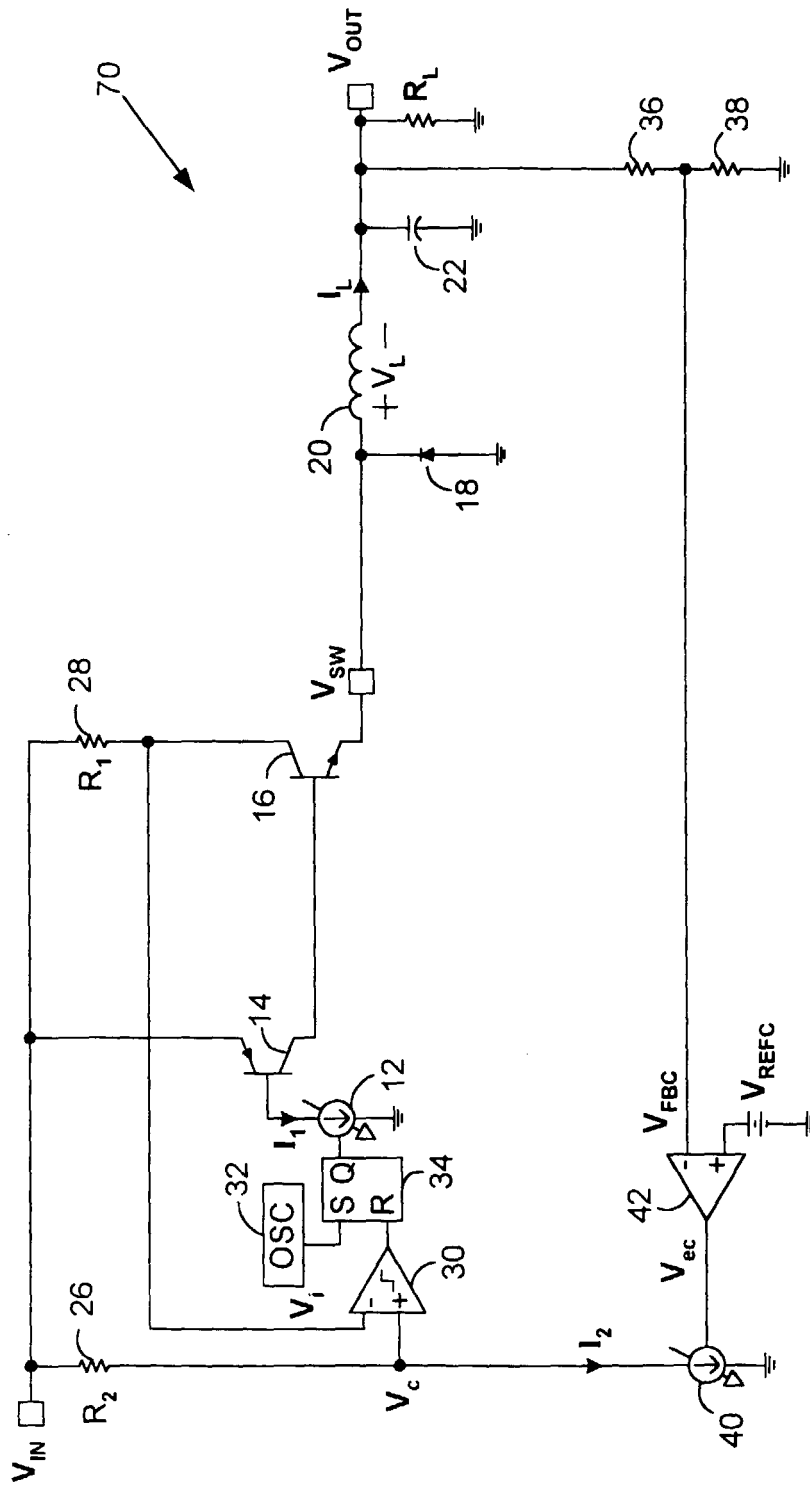 70
V_IN
R_2
26
R_1
28
V_SW
V_OUT
R_L
20
+ V_L −
I_L
22
18
16
14
12
I_1
OSC
32
S Q
R
34
V_i
-
+
30
V_c
I_2
36
38
V_FBC
V_REFC
-
+
42
V_ec
40